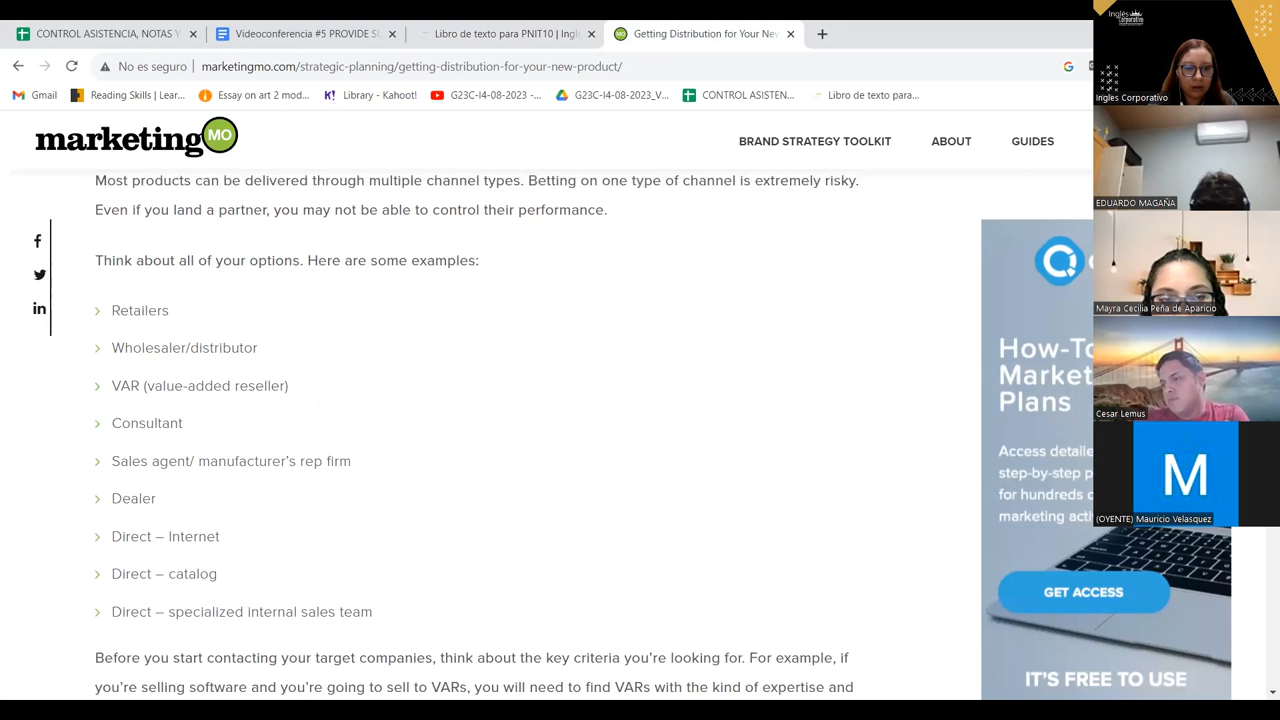 CONTROL ASISTENCIA, NOTAS Y
Videoconferencia #5 PROVIDE SU
Libro de texto para PNIT10 | Inglé
Getting Distribution for Your New
No es seguro
marketingmo.com/strategic-planning/getting-distribution-for-your-new-product/
Gmail
Reading Skills | Lear...
Essay on art 2 mod...
Library - Kano...
G23C-I4-08-2023 -...
G23C-I4-08-2023_V...
CONTROL ASISTEN...
Libro de texto para...
marketing MO
BRAND STRATEGY TOOLKIT
ABOUT
GUIDES
Most products can be delivered through multiple channel types. Betting on one type of channel is extremely risky.
Even if you land a partner, you may not be able to control their performance.
Think about all of your options. Here are some examples:
Retailers
Wholesaler/distributor
VAR (value-added reseller)
Consultant
Sales agent/ manufacturer's rep firm
Dealer
Direct – Internet
Direct – catalog
Direct – specialized internal sales team
Before you start contacting your target companies, think about the key criteria you're looking for. For example, if
you're selling software and you're going to sell to VARs, you will need to find VARs with the kind of expertise and
How-To
Market
Plans
Access detaile
step-by-step p
for hundreds o
marketing acti
GET ACCESS
IT'S FREE TO USE
Inglés
Corporativo
Ingles Corporativo
EDUARDO MAGAÑA
Mayra Cecilia Peña de Aparicio
Cesar Lemus
M
(OYENTE) Mauricio Velasquez